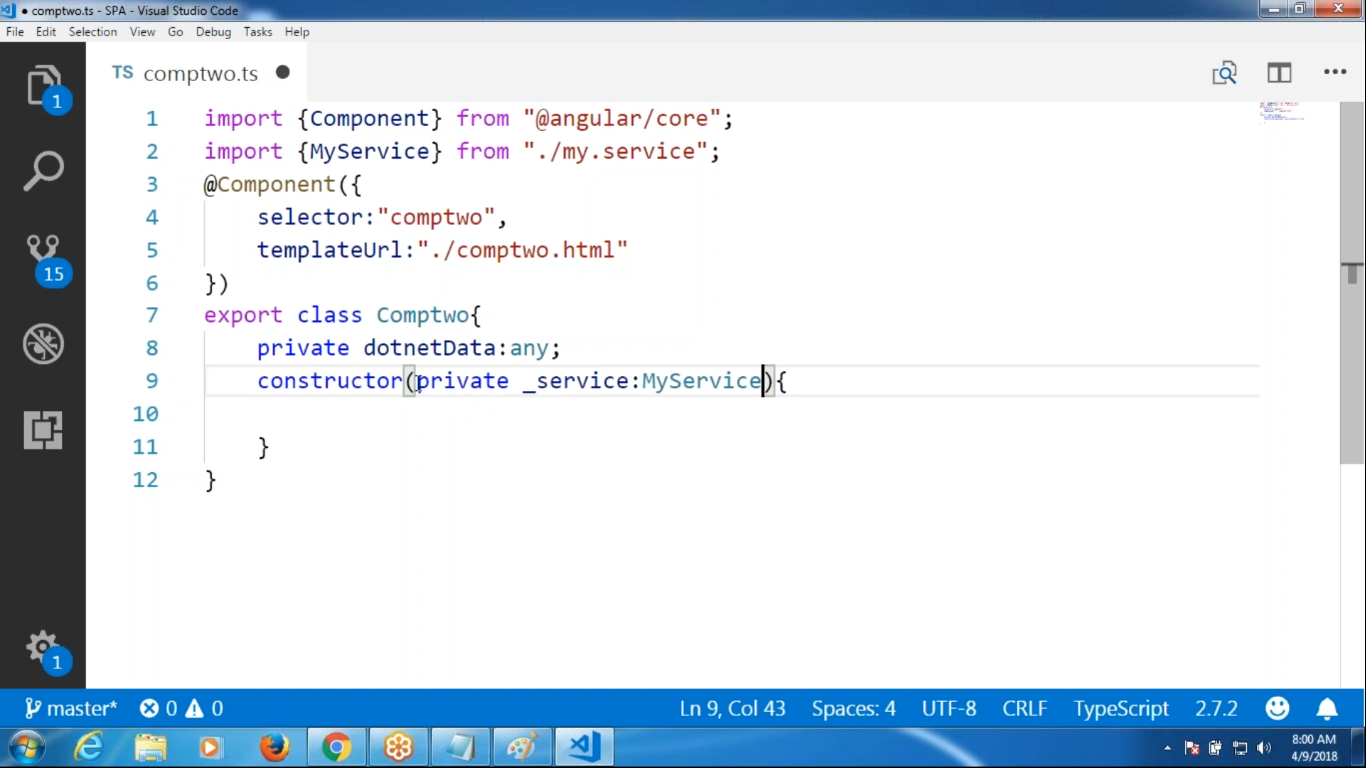 comptwo.ts - SPA - Visual Studio Code
File Edit Selection View Go Debug Tasks Help
TS comptwo.ts
1 import {Component} from "@angular/core";
2 import {MyService} from "./my.service";
3 @Component({
4 selector:"comptwo",
5 templateUrl:"./comptwo.html"
6 })
7 export class Comptwo{
8 private dotnetData:any;
9 constructor(private _service:MyService){
10
11 }
12 }
1
15
1
master* 0 0 Ln 9, Col 43 Spaces: 4 UTF-8 CRLF TypeScript 2.7.2
8:00 AM
4/9/2018